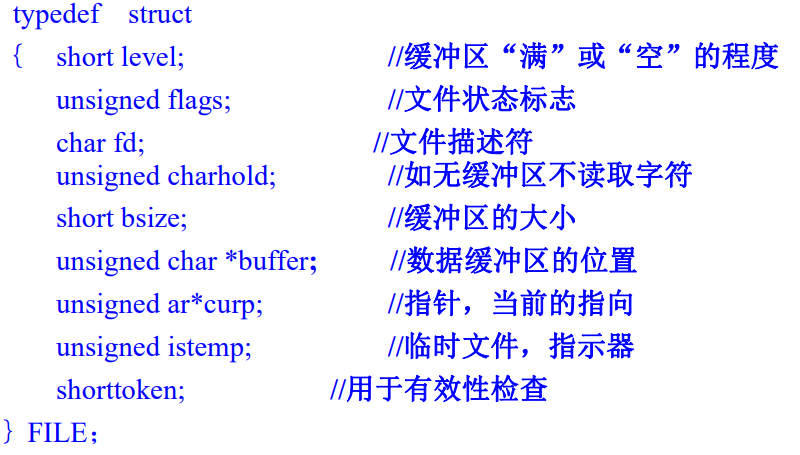 typedef struct
{ short level; //缓冲区“满”或“空”的程度
unsigned flags; //文件状态标志
char fd; //文件描述符
unsigned charhold; //如无缓冲区不读取字符
short bsize; //缓冲区的大小
unsigned char *buffer; //数据缓冲区的位置
unsigned ar*curp; //指针，当前的指向
unsigned istemp; //临时文件，指示器
shorttoken; //用于有效性检查
} FILE；